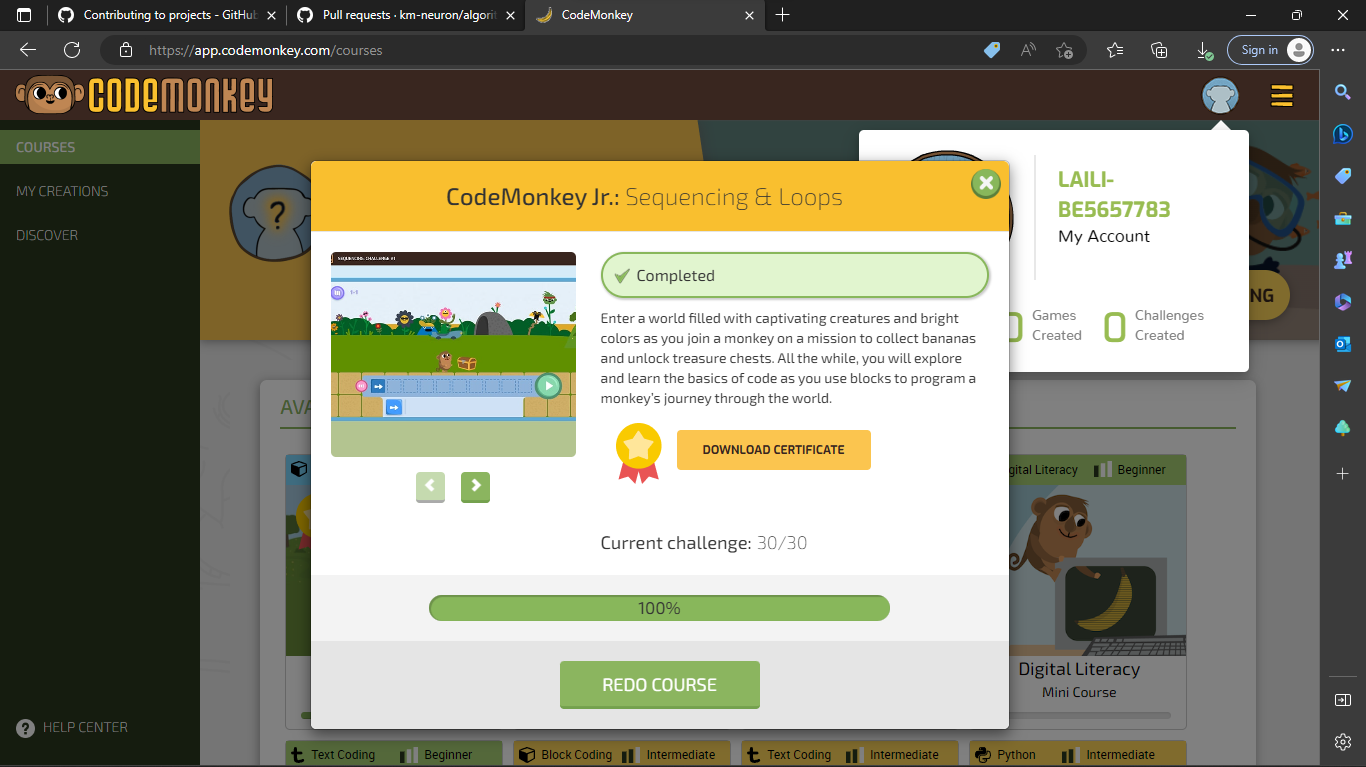 Contributing to projects - GitHub
Pull requests · km-neuron/algorit
CodeMonkey
https://app.codemonkey.com/courses
Sign in
CODEMONKEY
COURSES
MY CREATIONS
DISCOVER
HELP CENTER
?
LAILI-
BE5657783
My Account
NG
0 Games Created
0 Challenges Created
CodeMonkey Jr.: Sequencing & Loops
SEQUENCING CHALLENGE #1
Completed
Enter a world filled with captivating creatures and bright
colors as you join a monkey on a mission to collect bananas
and unlock treasure chests. All the while, you will explore
and learn the basics of code as you use blocks to program a
monkey's journey through the world.
DOWNLOAD CERTIFICATE
Current challenge: 30/30
100%
REDO COURSE
AVA
gital Literacy Beginner
Digital Literacy
Mini Course
Text Coding Beginner
Block Coding Intermediate
Text Coding Intermediate
Python Intermediate